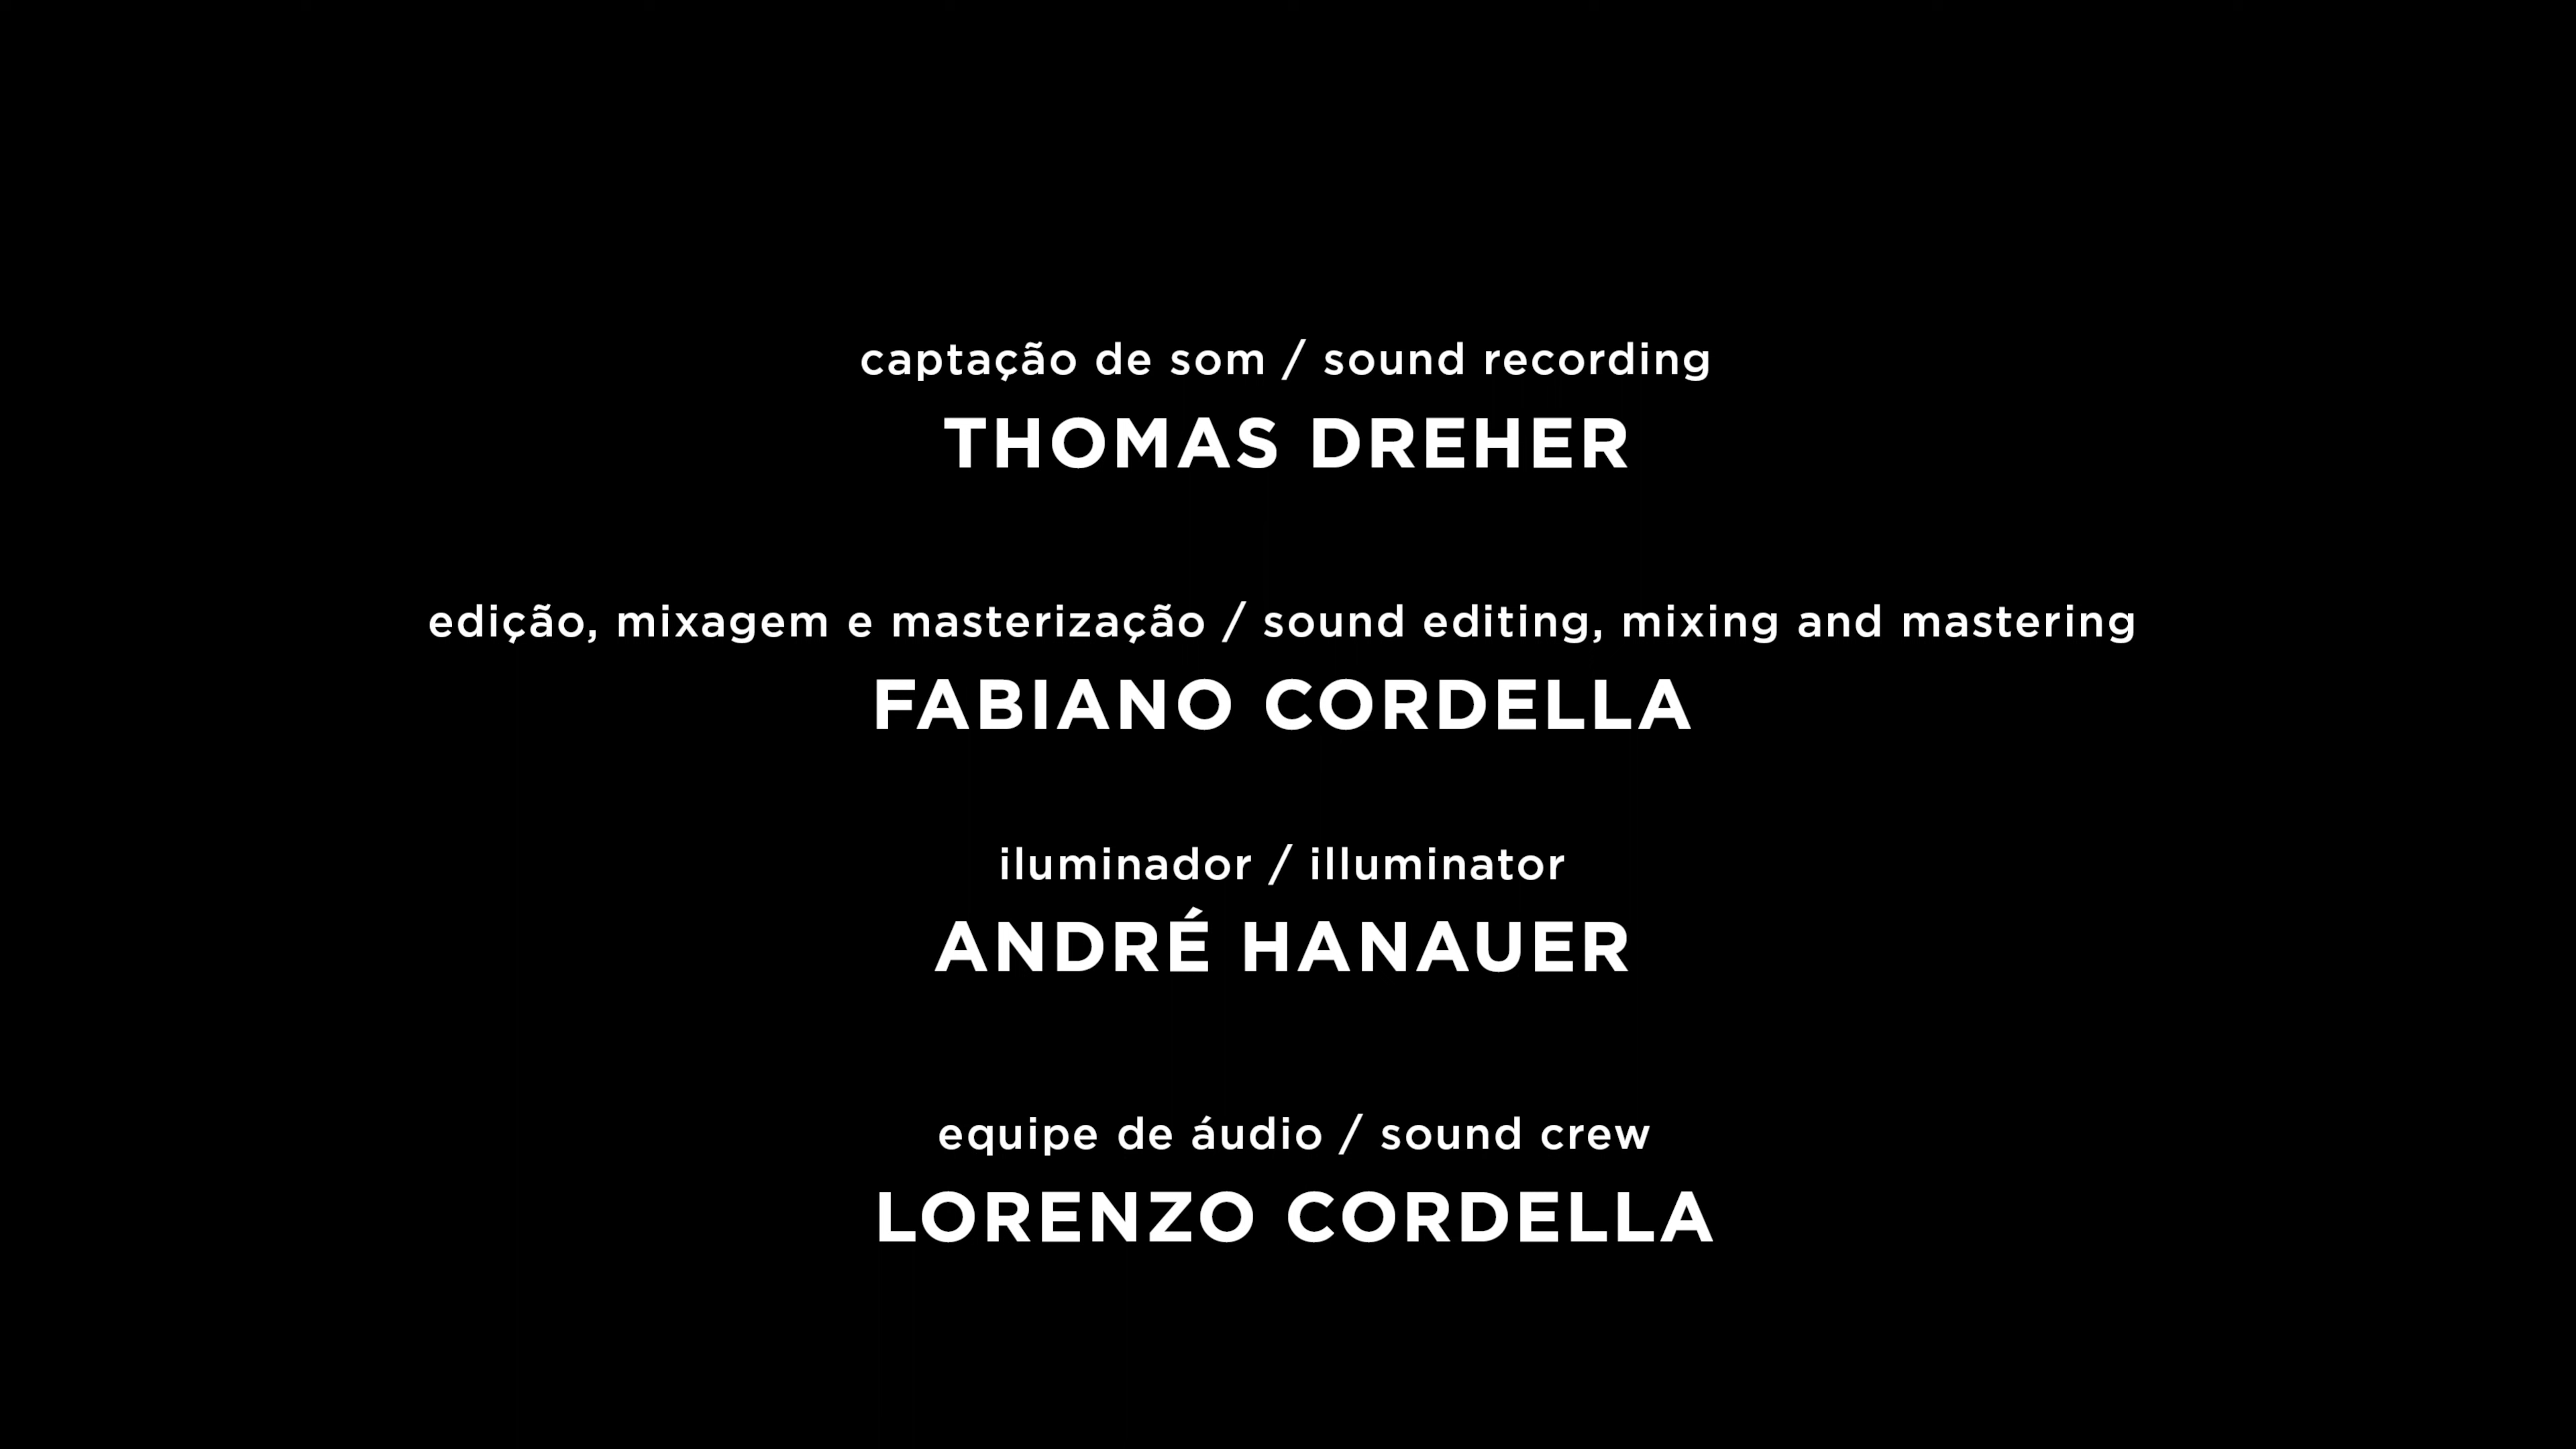 captação de som / sound recording
THOMAS DREHER
edição, mixagem e masterização / sound editing, mixing and mastering
FABIANO CORDELLA
iluminador / illuminator
ANDRÉ HANAUER
equipe de áudio / sound crew
LORENZO CORDELLA